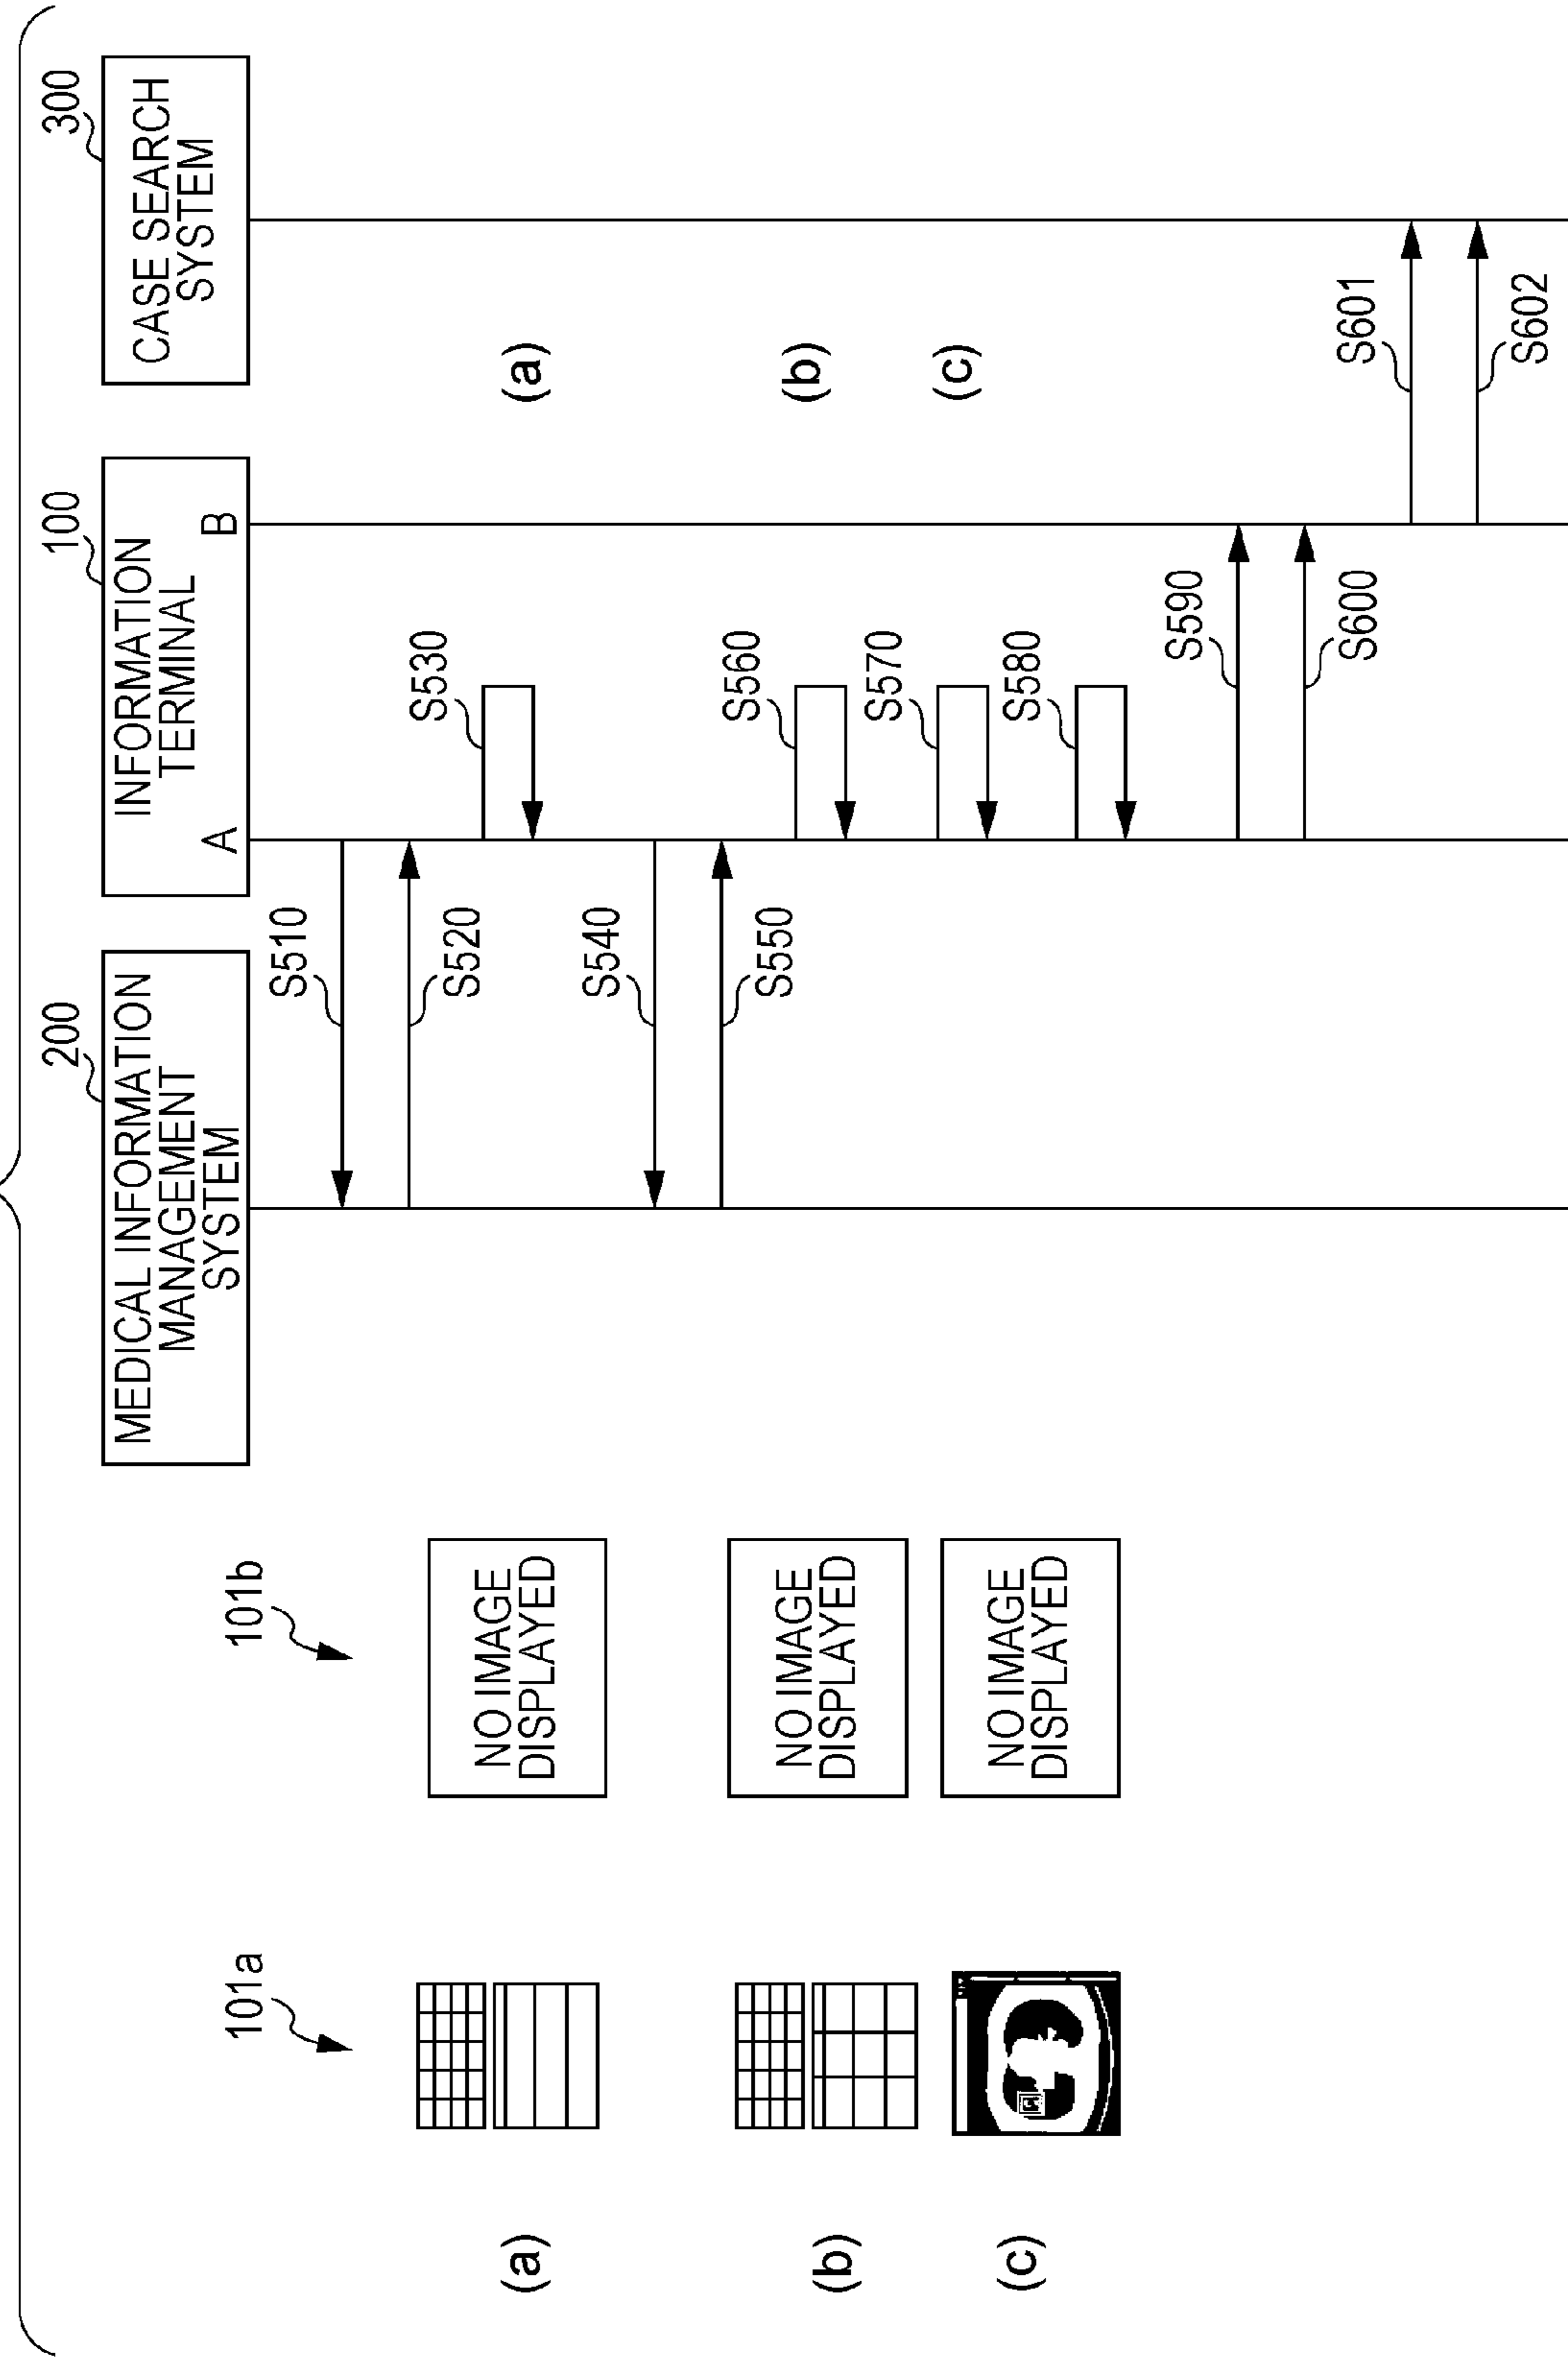 101a
101b
200
MEDICAL INFORMATION
MANAGEMENT
SYSTEM
100
INFORMATION
TERMINAL
A
B
300
CASE SEARCH
SYSTEM
S510
S520
(a)
NO IMAGE
DISPLAYED
S530
(a)
S540
S550
(b)
NO IMAGE
DISPLAYED
S560
(b)
(c)
NO IMAGE
DISPLAYED
S570
(c)
S580
S590
S600
S601
S602